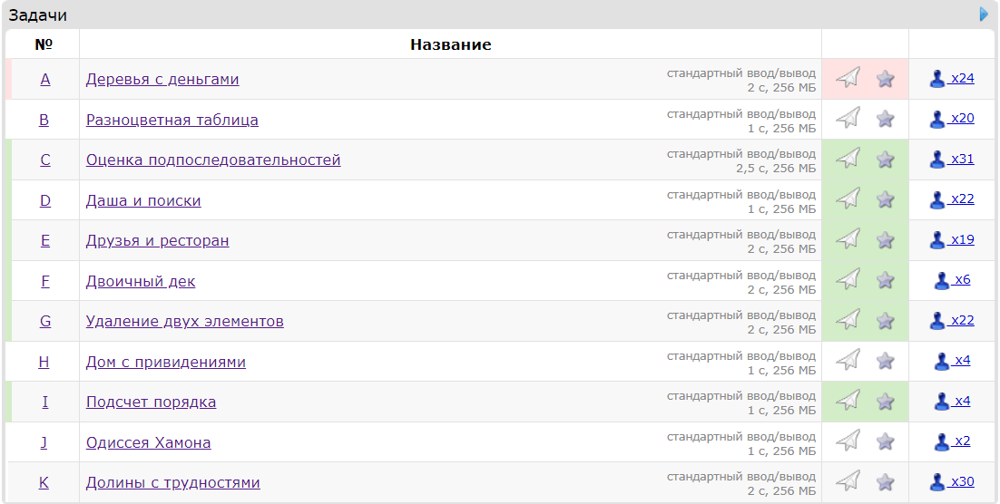 Задачи
№ Название
A Деревья с деньгами стандартный ввод/вывод x24
2 с, 256 МБ
B Разноцветная таблица стандартный ввод/вывод x20
1 с, 256 МБ
C Оценка подпоследовательностей стандартный ввод/вывод x31
2,5 с, 256 МБ
D Даша и поиски стандартный ввод/вывод x22
1 с, 256 МБ
E Друзья и ресторан стандартный ввод/вывод x19
2 с, 256 МБ
F Двоичный дек стандартный ввод/вывод x6
2 с, 256 МБ
G Удаление двух элементов стандартный ввод/вывод x22
2 с, 256 МБ
H Дом с привидениями стандартный ввод/вывод x4
1 с, 256 МБ
I Подсчет порядка стандартный ввод/вывод x4
1 с, 256 МБ
J Одиссея Хамона стандартный ввод/вывод x2
1 с, 256 МБ
K Долины с трудностями стандартный ввод/вывод x30
2 с, 256 МБ